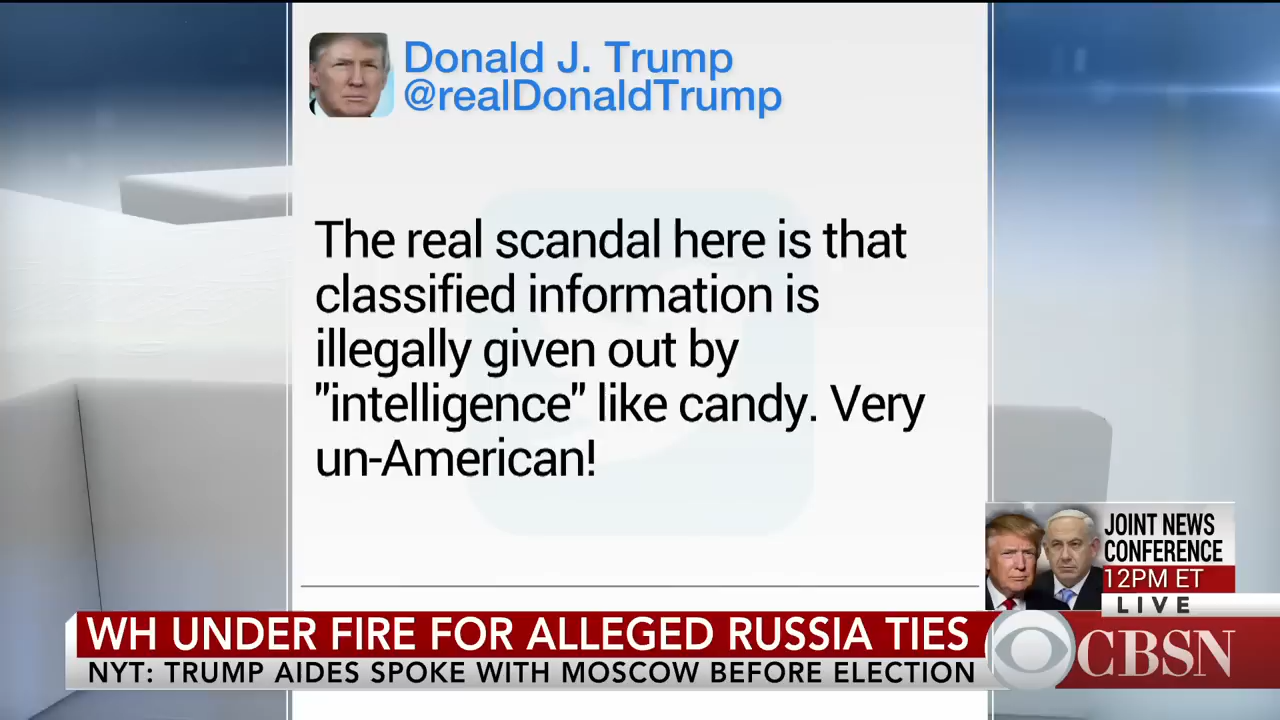 Donald J. Trump
@realDonaldTrump
The real scandal here is that
classified information is
illegally given out by
"intelligence" like candy. Very
un-American!
JOINT NEWS
CONFERENCE
12PM ET
LIVE
WH UNDER FIRE FOR ALLEGED RUSSIA TIES
NYT: TRUMP AIDES SPOKE WITH MOSCOW BEFORE ELECTION
CBSN